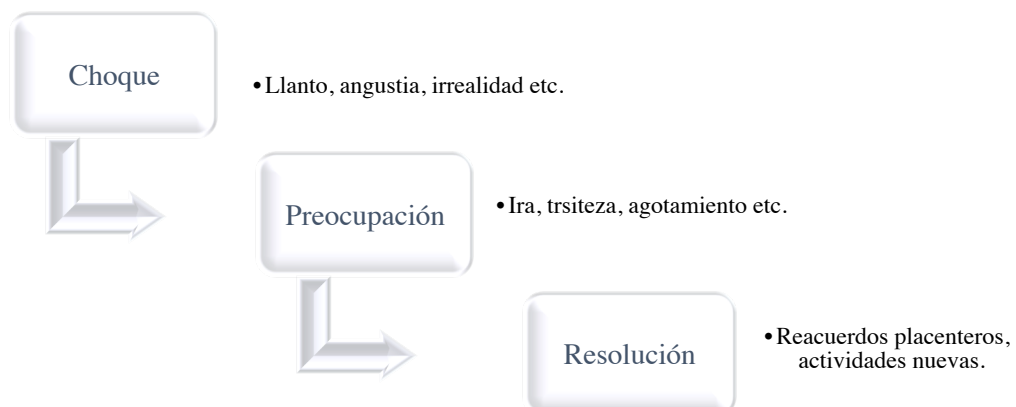 Choque
•Llanto, angustia, irrealidad etc.
Preocupación
•Ira, trsiteza, agotamiento etc.
Resolución
•Reacuerdos placenteros,
actividades nuevas.